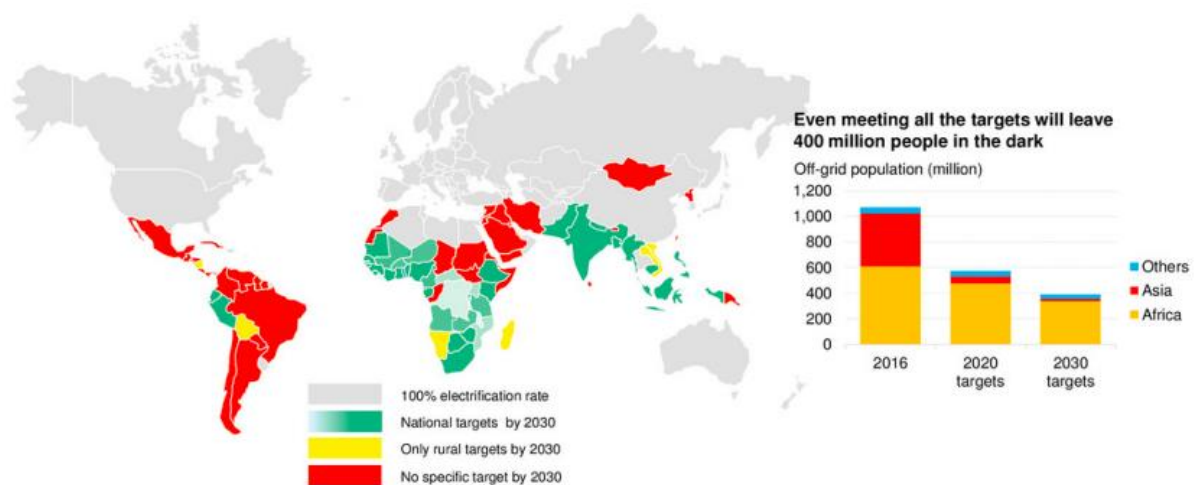 Even meeting all the targets will leave
400 million people in the dark
Off-grid population (million)
1,200
1,000
800
600
400
200
0
2016
2020
targets
2030
targets
Others
Asia
Africa
100% electrification rate
National targets by 2030
Only rural targets by 2030
No specific target by 2030